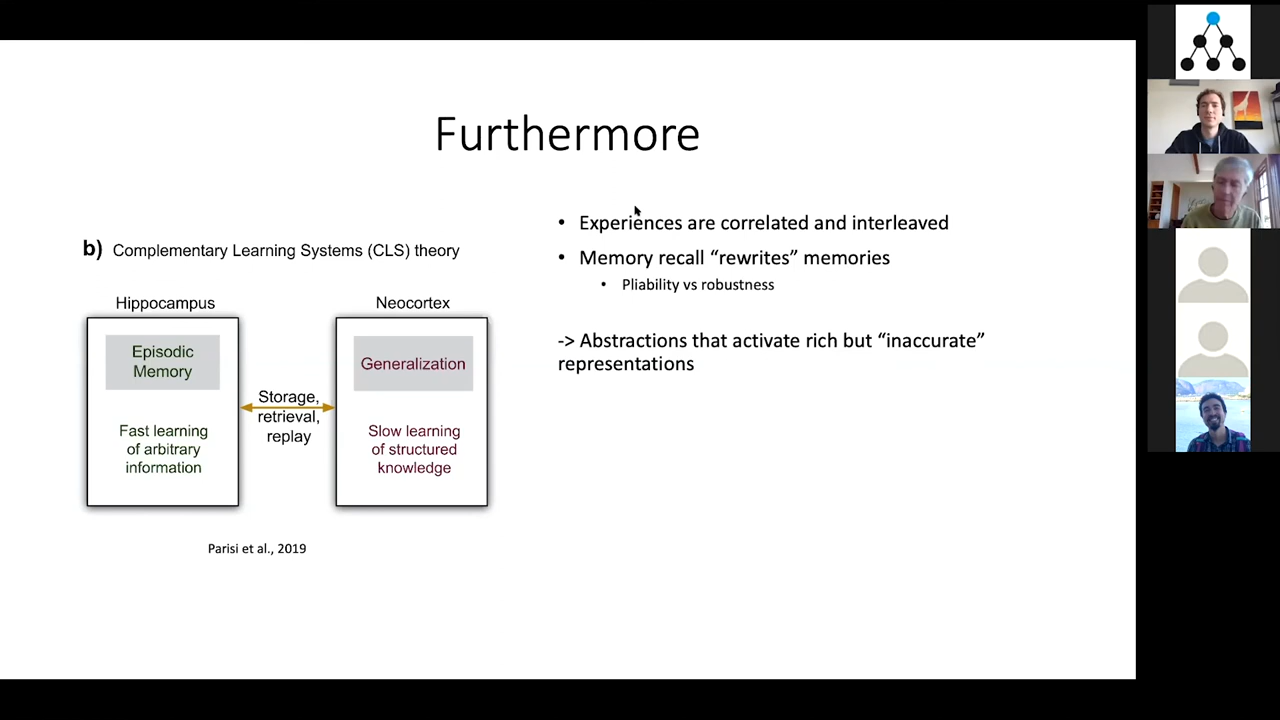 Furthermore
b) Complementary Learning Systems (CLS) theory
Hippocampus
Neocortex
Episodic
Memory
Fast learning
of arbitrary
information
Storage,
retrieval,
replay
Generalization
Slow learning
of structured
knowledge
Parisi et al., 2019
• Experiences are correlated and interleaved
• Memory recall “rewrites” memories
• Pliability vs robustness
-> Abstractions that activate rich but “inaccurate”
representations